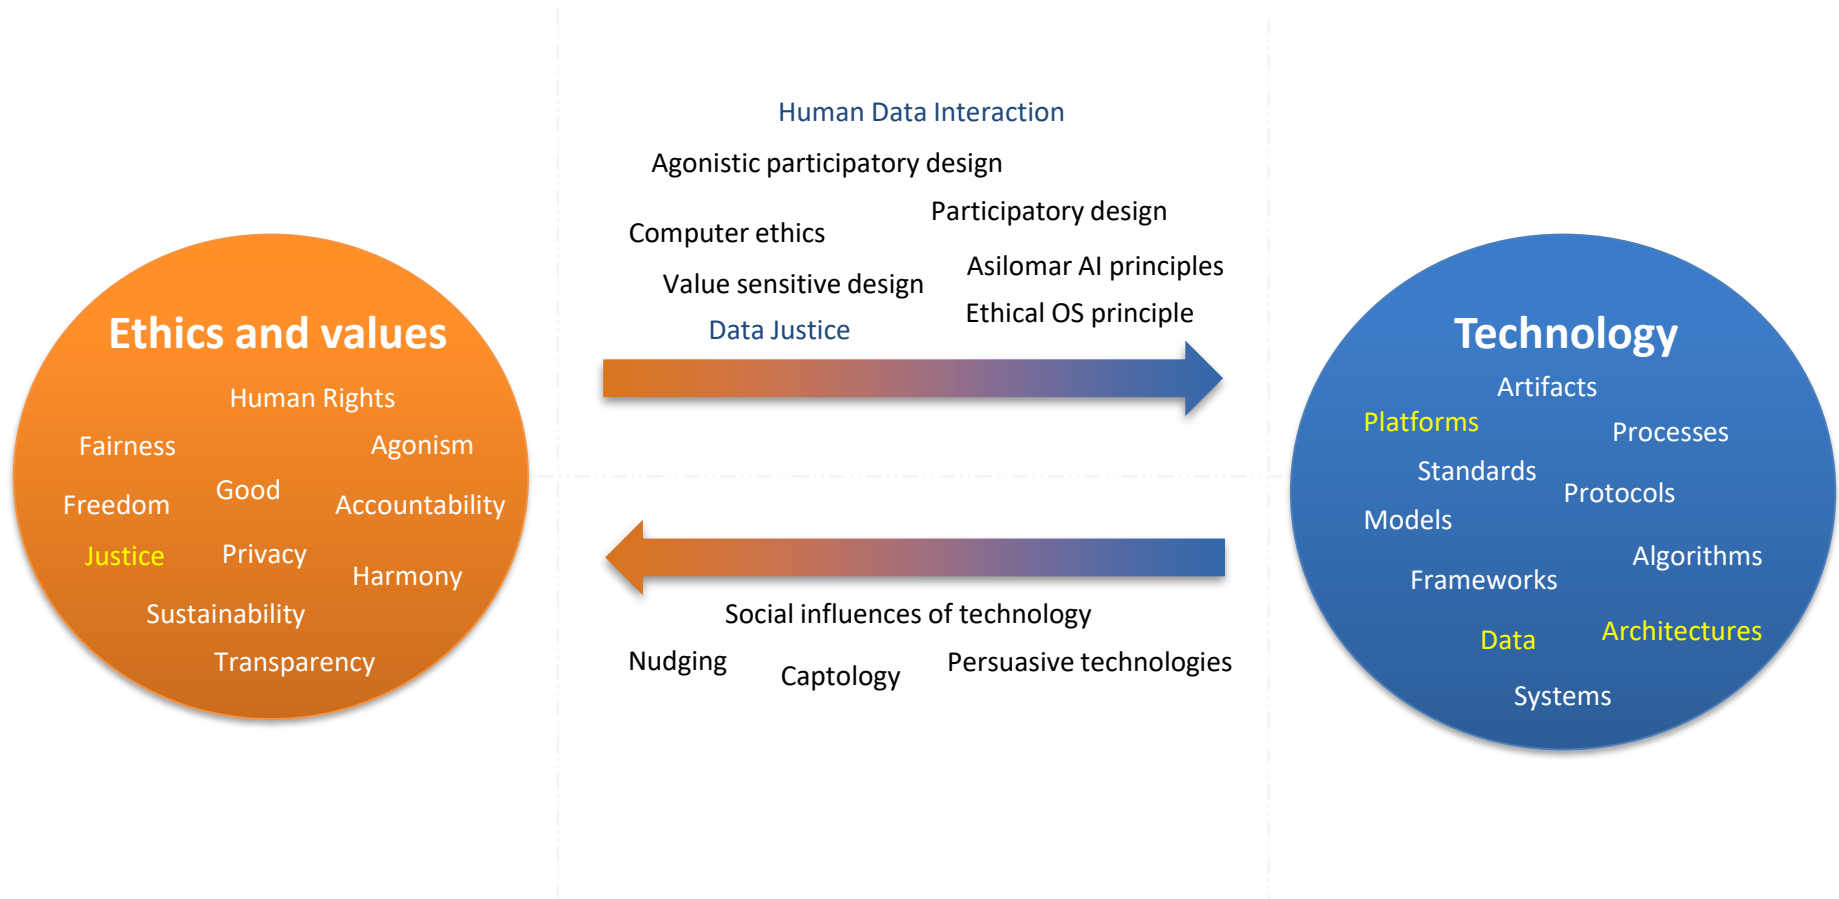 Ethics and values
Human Rights
Fairness
Agonism
Good
Freedom
Accountability
Justice
Privacy
Harmony
Sustainability
Transparency
Human Data Interaction
Agonistic participatory design
Participatory design
Computer ethics
Asilomar AI principles
Value sensitive design
Ethical OS principle
Data Justice
Social influences of technology
Nudging
Captology
Persuasive technologies
Technology
Artifacts
Platforms
Processes
Standards
Protocols
Models
Algorithms
Frameworks
Architectures
Data
Systems